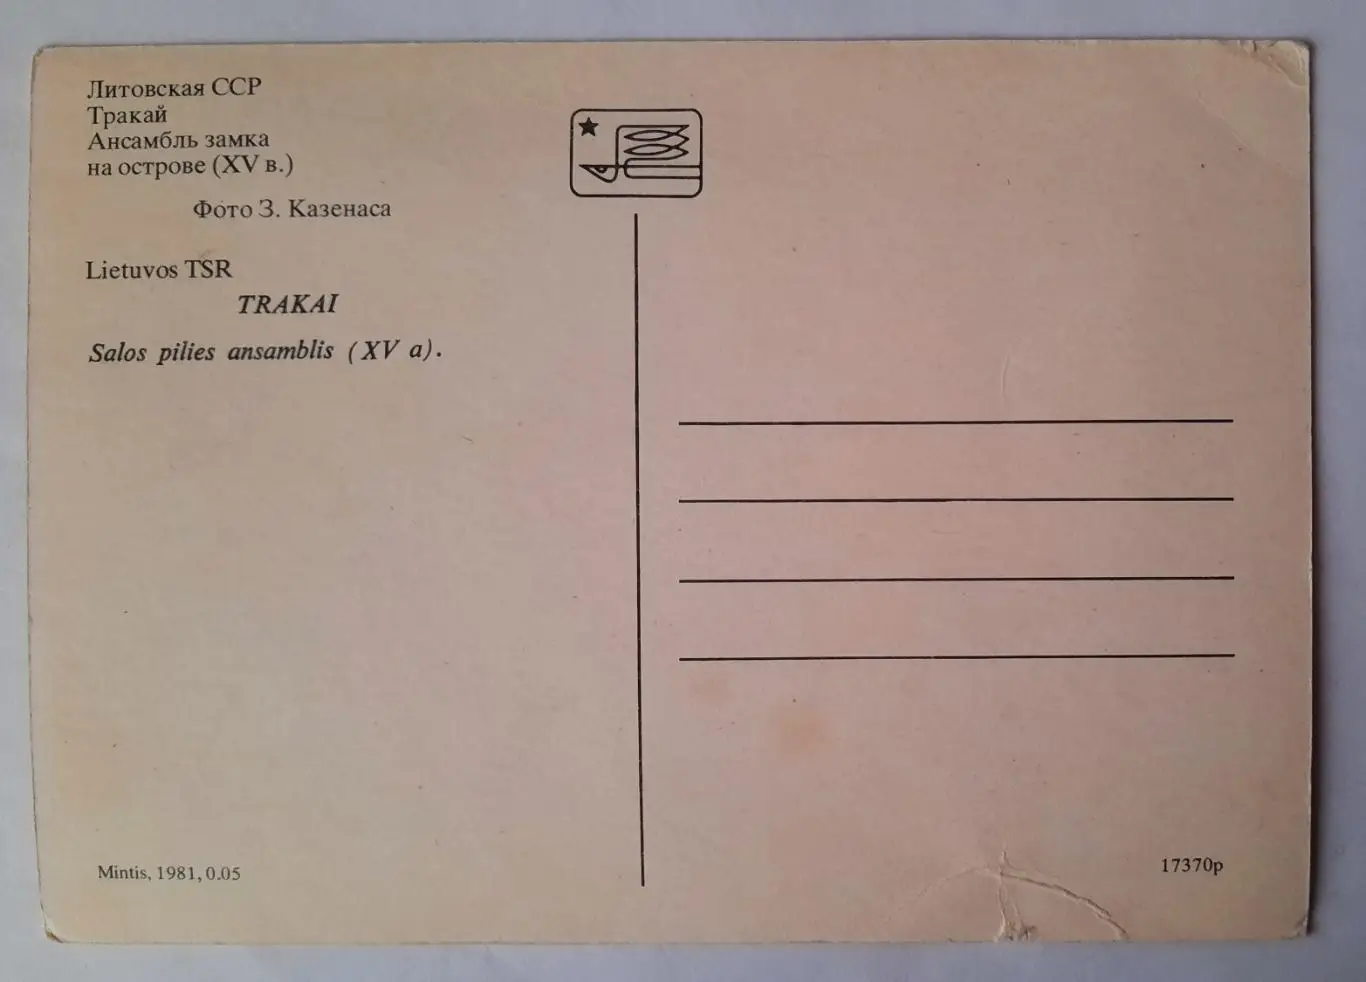 Литовская ССР
Тракай
Ансамбль замка
на острове (XV в.)
Фото З. Казенаса
Lietuvos TSR
TRAKAI
Salos pilies ansamblis (XV a).
Mintis, 1981, 0.05
17370р